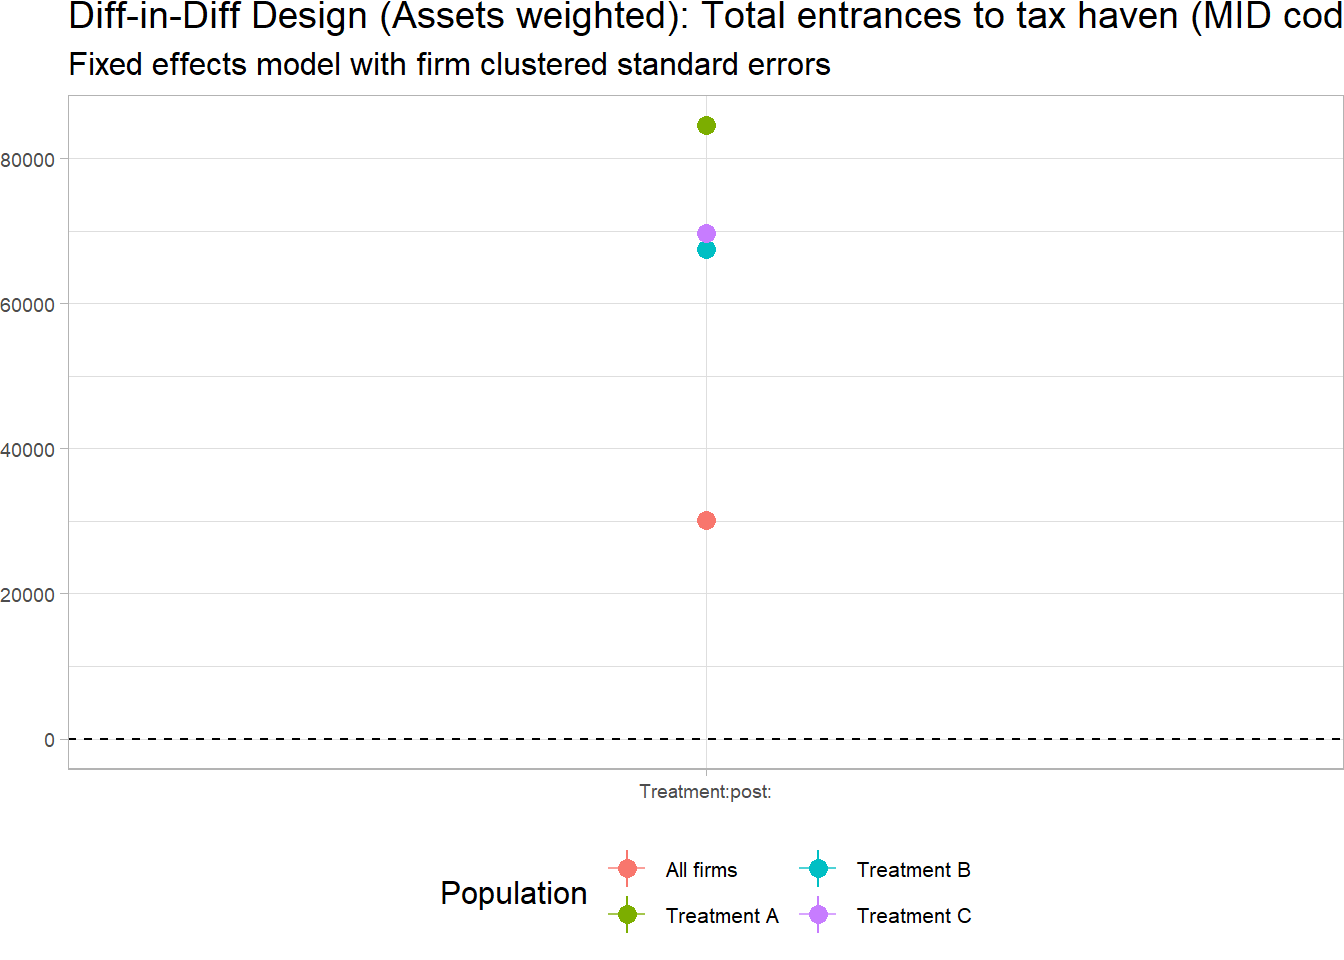 Diff-in-Diff Design (Assets weighted): Total entrances to tax haven (MID cod
Fixed effects model with firm clustered standard errors
80000
60000
40000
20000
0
Treatment:post:
Population
All firms
Treatment B
Treatment A
Treatment C